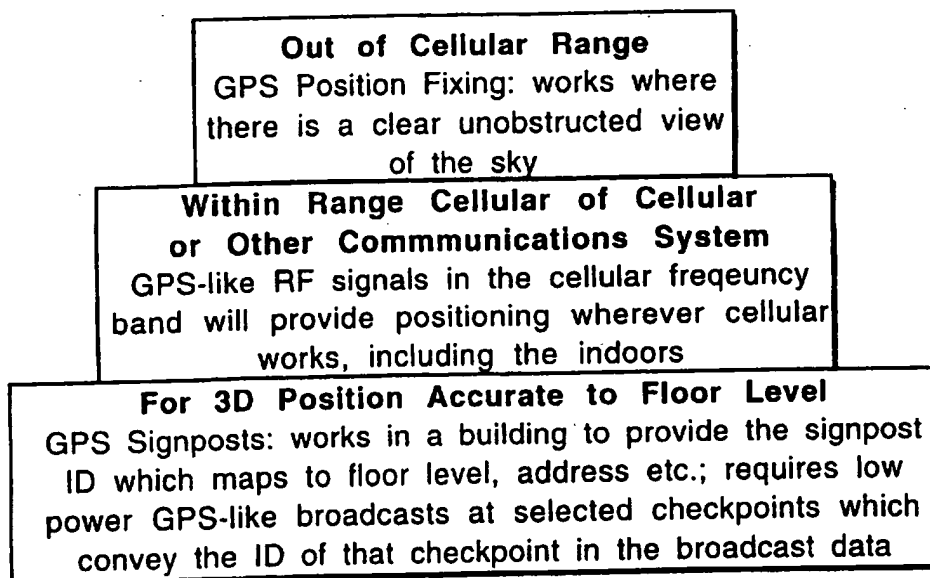 Out of Cellular Range
GPS Position Fixing: works where
there is a clear unobstructed view
of the sky
Within Range Cellular of Cellular
or Other Commmunications System
GPS-like RF signals in the cellular freqeuncy
band will provide positioning wherever cellular
works, including the indoors
For 3D Position Accurate to Floor Level
GPS Signposts: works in a building to provide the signpost
ID which maps to floor level, address etc.; requires low
power GPS-like broadcasts at selected checkpoints which
convey the ID of that checkpoint in the broadcast data